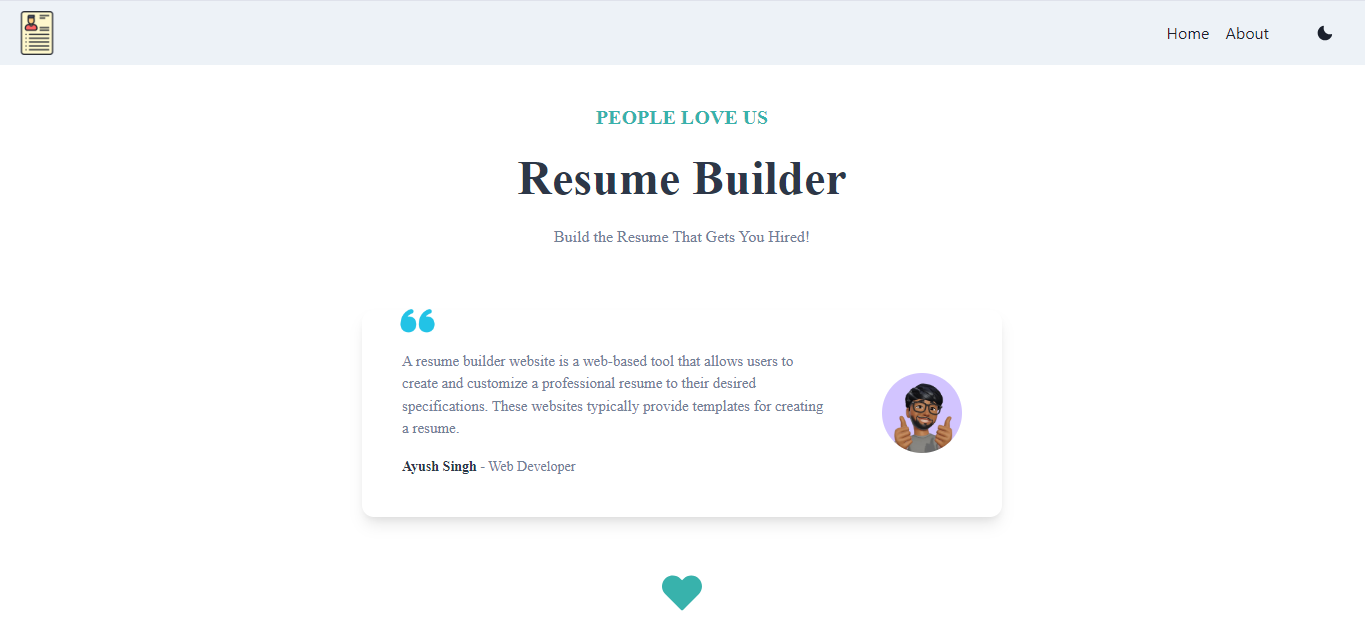 Home About
PEOPLE LOVE US
Resume Builder
Build the Resume That Gets You Hired!
A resume builder website is a web-based tool that allows users to
create and customize a professional resume to their desired
specifications. These websites typically provide templates for creating
a resume.
Ayush Singh - Web Developer